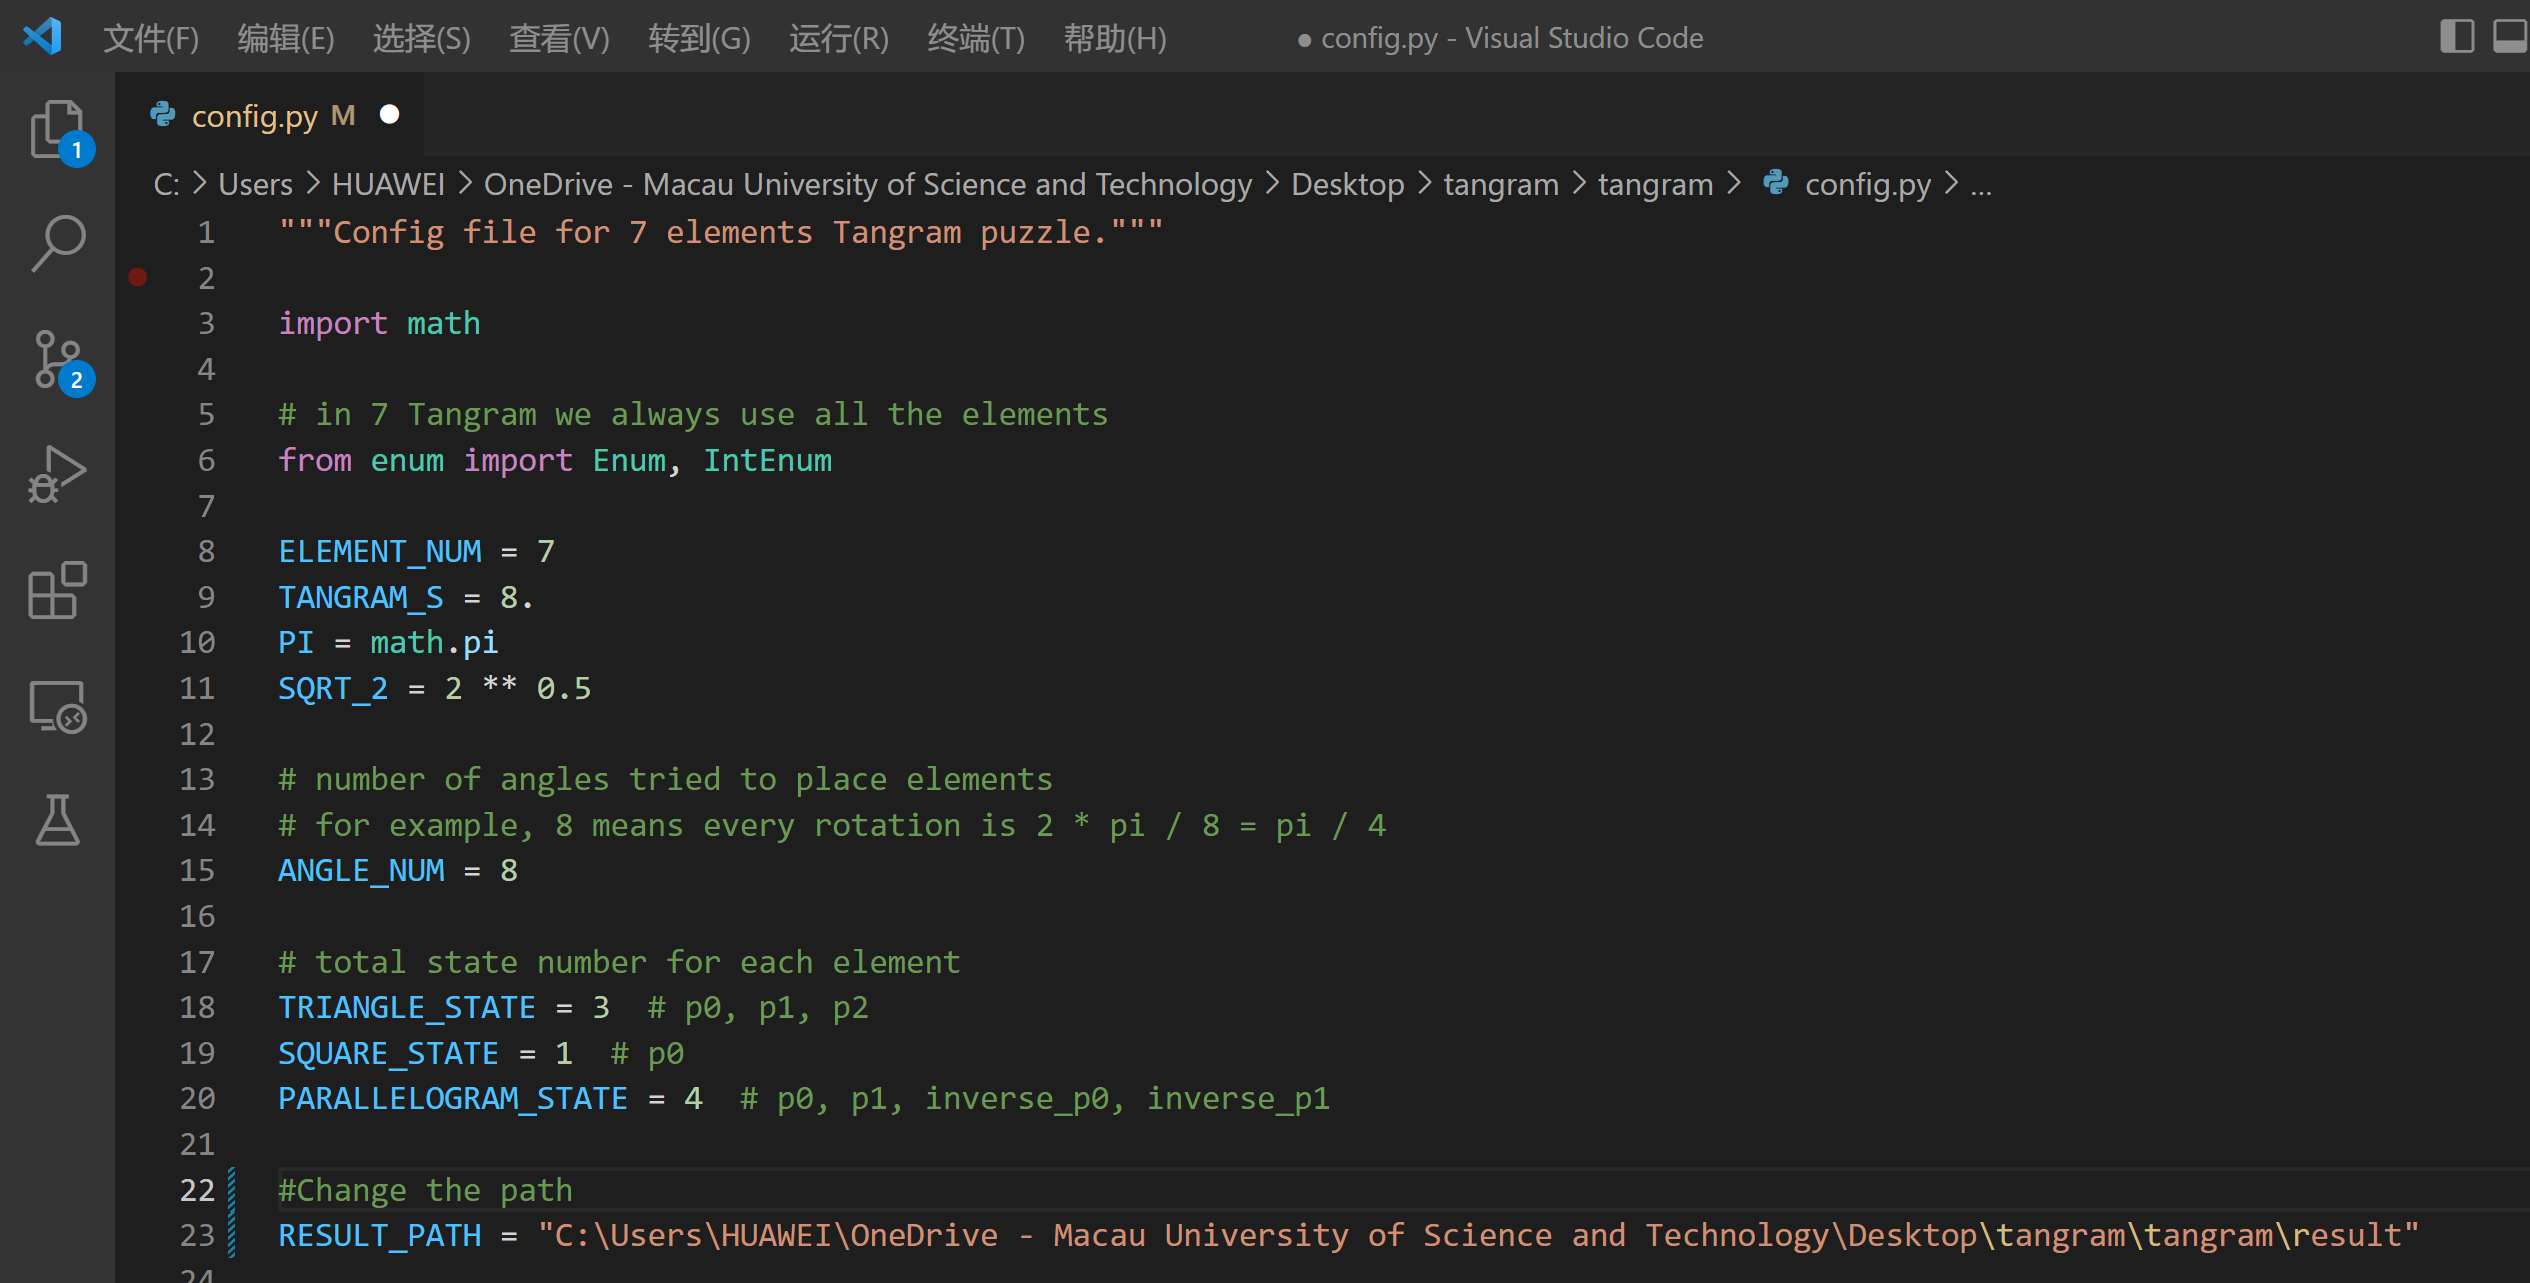 文件(F) 编辑(E) 选择(S) 查看(V) 转到(G) 运行(R) 终端(T) 帮助(H) ● config.py - Visual Studio Code
config.py M ●
C: > Users > HUAWEI > OneDrive - Macau University of Science and Technology > Desktop > tangram > tangram > config.py > ...
1
2
1 """Config file for 7 elements Tangram puzzle."""
2
3 import math
4
5 # in 7 Tangram we always use all the elements
6 from enum import Enum, IntEnum
7
8 ELEMENT_NUM = 7
9 TANGRAM_S = 8.
10 PI = math.pi
11 SQRT_2 = 2 ** 0.5
12
13 # number of angles tried to place elements
14 # for example, 8 means every rotation is 2 * pi / 8 = pi / 4
15 ANGLE_NUM = 8
16
17 # total state number for each element
18 TRIANGLE_STATE = 3  # p0, p1, p2
19 SQUARE_STATE = 1  # p0
20 PARALLELOGRAM_STATE = 4  # p0, p1, inverse_p0, inverse_p1
21
22 #Change the path
23 RESULT_PATH = "C:\Users\HUAWEI\OneDrive - Macau University of Science and Technology\Desktop\tangram\tangram\result"
24